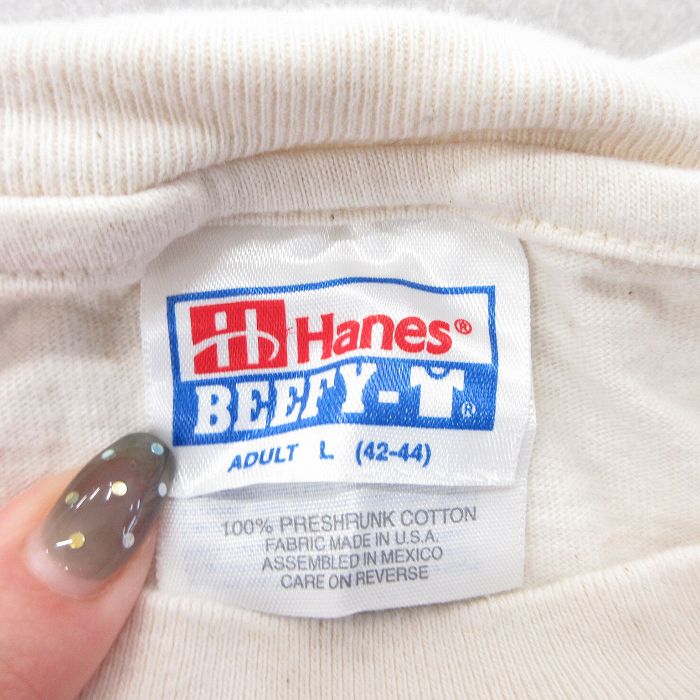 H Hanes®
BEEFY-T®
ADULT L (42-44)
100% PRESHRUNK COTTON
FABRIC MADE IN U.S.A.
ASSEMBLED IN MEXICO
CARE ON REVERSE